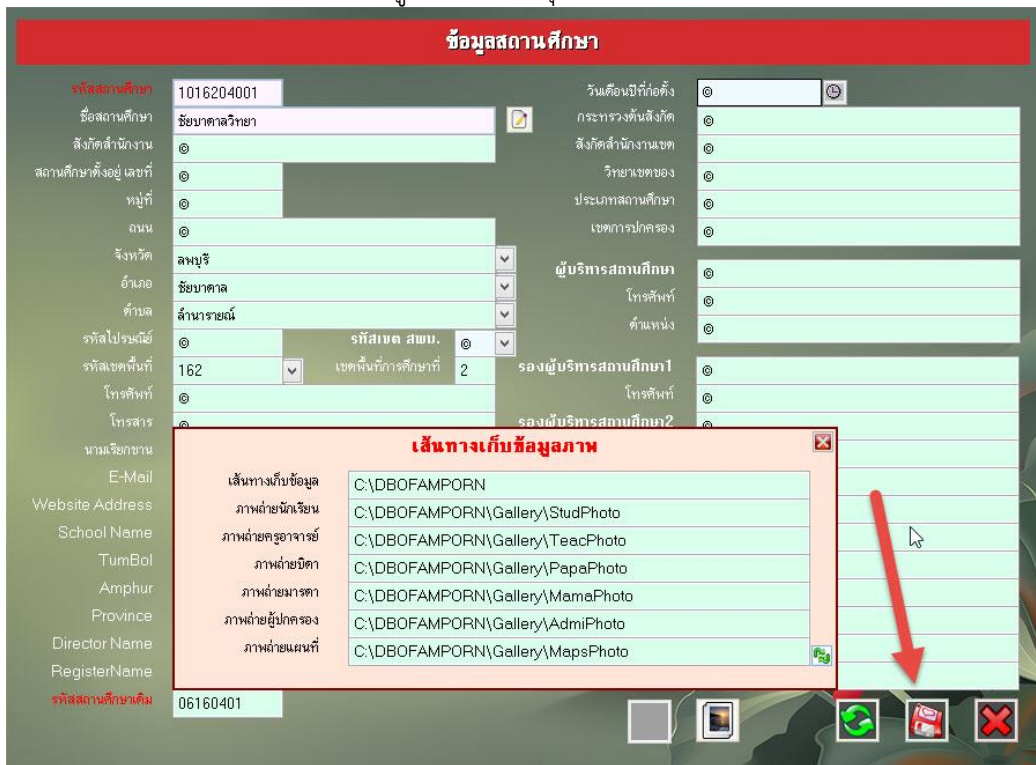 ข้อมูลสถานศึกษา
รหัสสถานศึกษา 1016204001 วันเดือนปีที่ก่อตั้ง ©
ชื่อสถานศึกษา ชัยบาดาลวิทยา กระทรวงต้นสังกัด ©
สังกัดสำนักงาน © สังกัดสำนักงานเขต ©
สถานศึกษาตั้งอยู่ เลขที่ © วิทยาเขตของ ©
หมู่ที่ © ประเภทสถานศึกษา ©
ถนน © เขตการปกครอง ©
จังหวัด ลพบุรี ผู้บริหารสถานศึกษา ©
อำเภอ ชัยบาดาล โทรศัพท์ ©
ตำบล ลำนารายณ์ ตำแหน่ง ©
รหัสไปรษณีย์ © รหัสเขต สพม. ©
รหัสเขตพื้นที่ 162 เขตพื้นที่การศึกษาที่ 2 รองผู้บริหารสถานศึกษา1 ©
โทรศัพท์ © โทรศัพท์ ©
โทรสาร © รองผู้บริหารสถานศึกษา2 ©
นามเรียกขาน
E-Mail
Website Address
School Name
TumBol
Amphur
Province
Director Name
RegisterName
รหัสสถานศึกษาเดิม 06160401
เส้นทางเก็บข้อมูลภาพ
เส้นทางเก็บข้อมูล C:\DBOFAMPORN
ภาพถ่ายนักเรียน C:\DBOFAMPORN\Gallery\StudPhoto
ภาพถ่ายครูอาจารย์ C:\DBOFAMPORN\Gallery\TeacPhoto
ภาพถ่ายบิดา C:\DBOFAMPORN\Gallery\PapaPhoto
ภาพถ่ายมารดา C:\DBOFAMPORN\Gallery\MamaPhoto
ภาพถ่ายผู้ปกครอง C:\DBOFAMPORN\Gallery\AdmiPhoto
ภาพถ่ายแผนที่ C:\DBOFAMPORN\Gallery\MapsPhoto